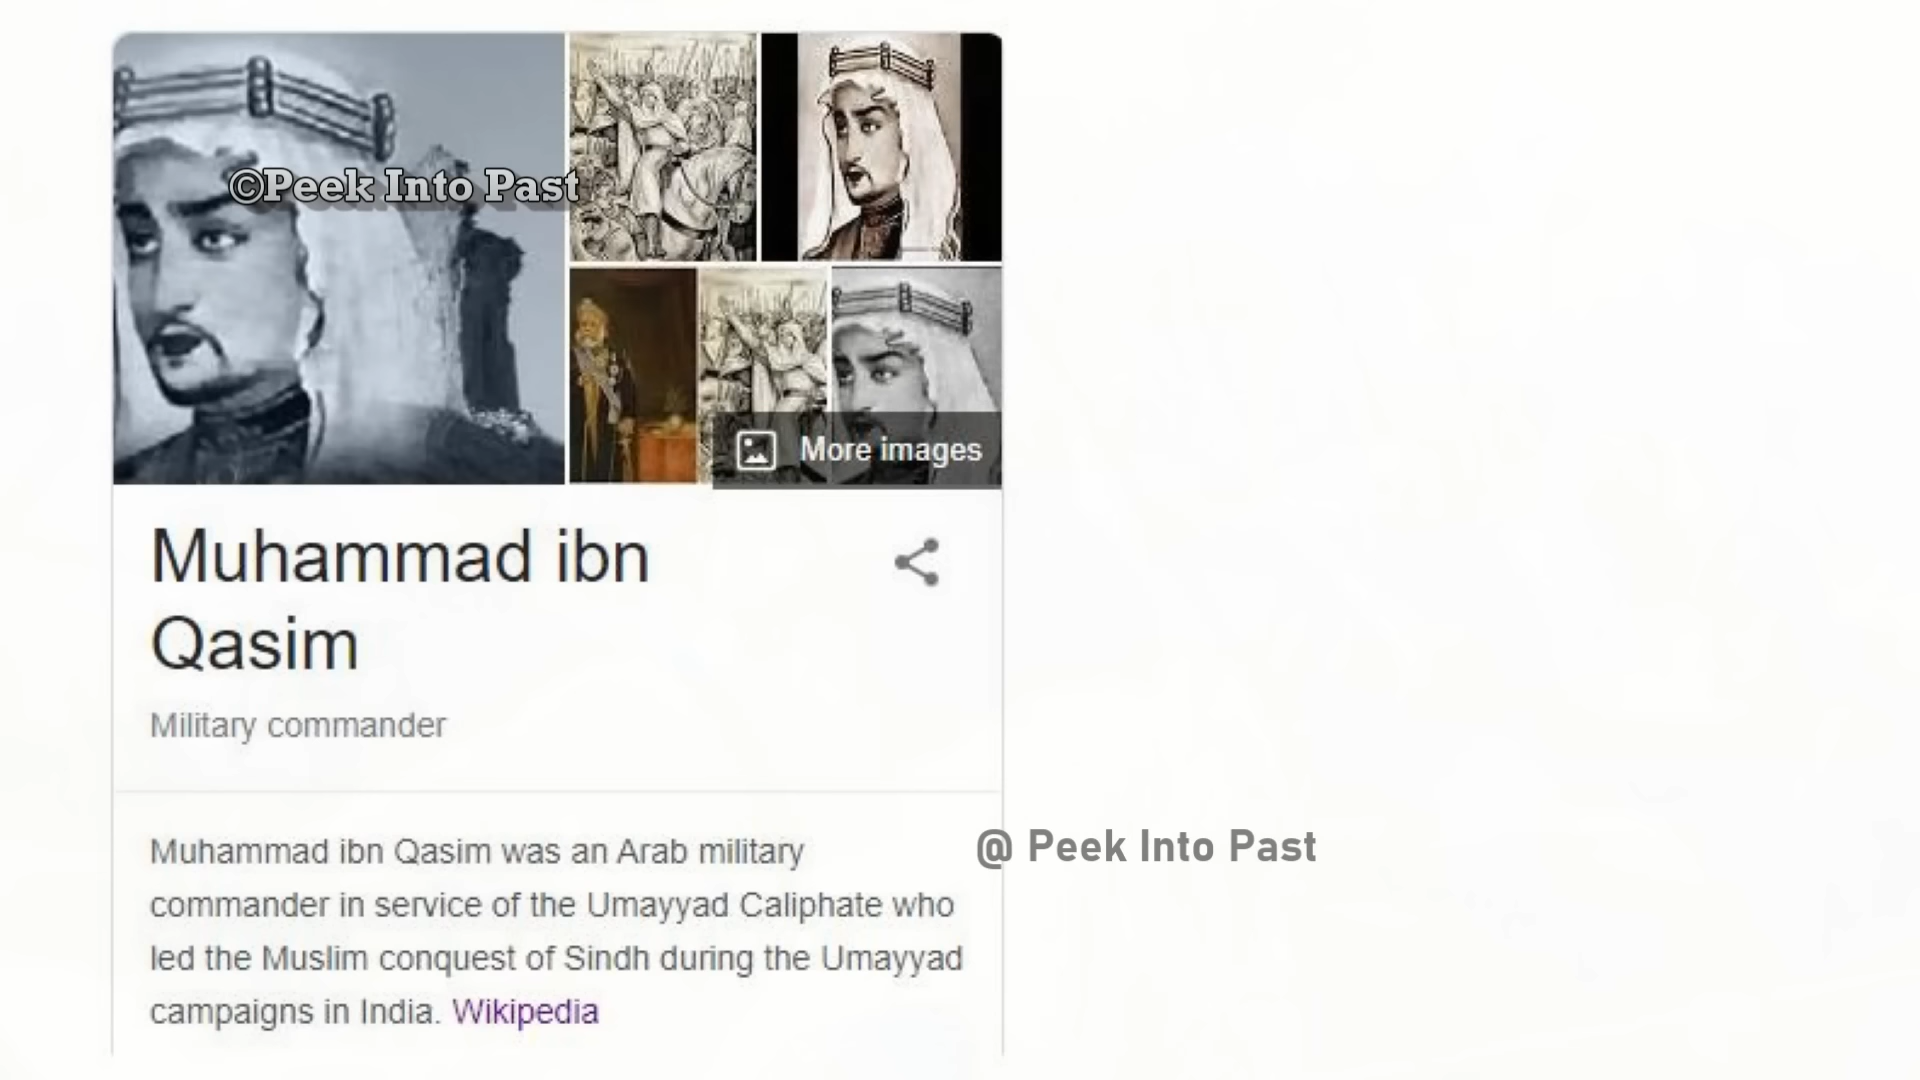 ©Peek Into Past
More images
Muhammad ibn
Qasim
Military commander
Muhammad ibn Qasim was an Arab military
commander in service of the Umayyad Caliphate who
led the Muslim conquest of Sindh during the Umayyad
campaigns in India. Wikipedia
@ Peek Into Past